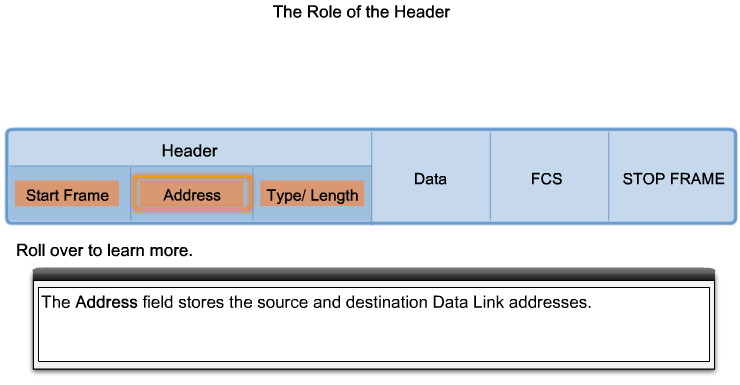 The Role of the Header
Header
Start Frame
Address
Type/ Length
Data
FCS
STOP FRAME
Roll over to learn more.
The Address field stores the source and destination Data Link addresses.